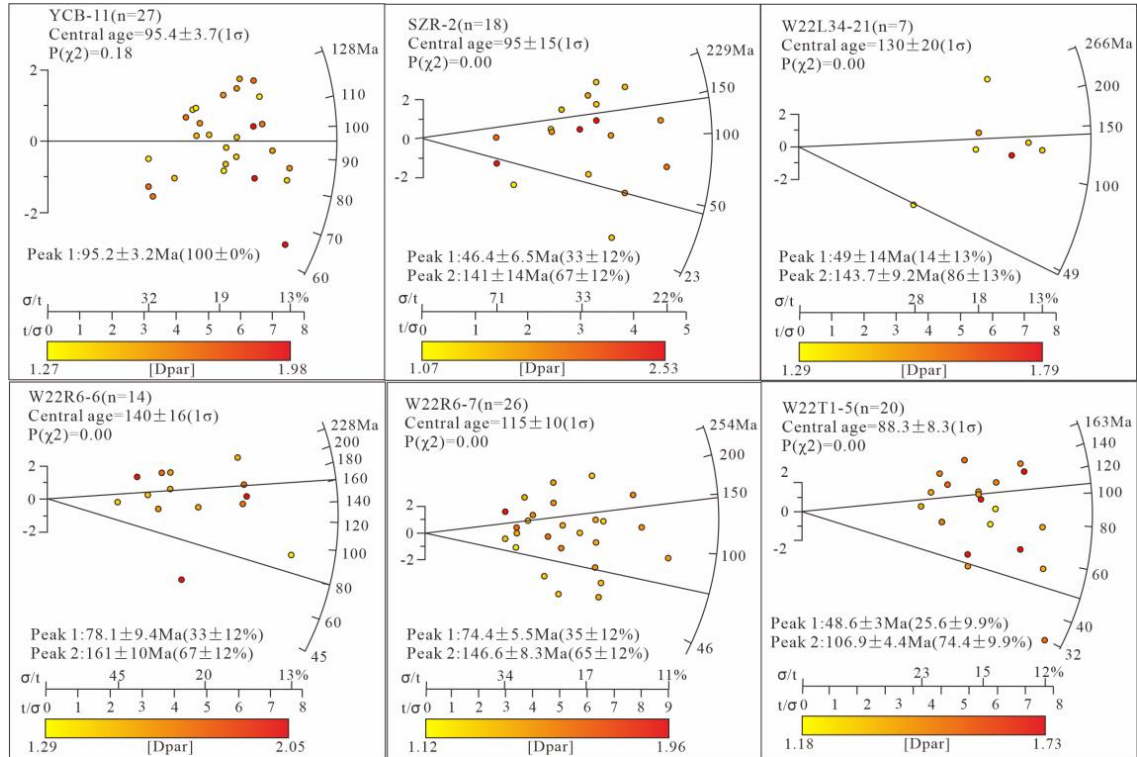 YCB-11(n=27)
Central age=95.4±3.7(1σ)
P(χ2)=0.18
128Ma
110
100
90
80
70
60
2
0
-2
Peak 1:95.2±3.2Ma(100±0%)
σ/t 32 19 13%
t/σ 0 1 2 3 4 5 6 7 8
1.27 [Dpar] 1.98
SZR-2(n=18)
Central age=95±15(1σ)
P(χ2)=0.00
229Ma
150
100
50
23
2
0
-2
Peak 1:46.4±6.5Ma(33±12%)
Peak 2:141±14Ma(67±12%)
σ/t 71 33 22%
t/σ 0 1 2 3 4 5
1.07 [Dpar] 2.53
W22L34-21(n=7)
Central age=130±20(1σ)
P(χ2)=0.00
266Ma
200
150
100
49
2
0
-2
Peak 1:49±14Ma(14±13%)
Peak 2:143.7±9.2Ma(86±13%)
σ/t 28 18 13%
t/σ 0 1 2 3 4 5 6 7 8
1.29 [Dpar] 1.79
W22R6-6(n=14)
Central age=140±16(1σ)
P(χ2)=0.00
228Ma
200
180
160
140
100
80
60
45
2
0
-2
Peak 1:78.1±9.4Ma(33±12%)
Peak 2:161±10Ma(67±12%)
σ/t 45 20 13%
t/σ 0 1 2 3 4 5 6 7 8
1.29 [Dpar] 2.05
W22R6-7(n=26)
Central age=115±10(1σ)
P(χ2)=0.00
254Ma
200
150
100
46
2
0
-2
Peak 1:74.4±5.5Ma(35±12%)
Peak 2:146.6±8.3Ma(65±12%)
σ/t 34 17 11%
t/σ 0 1 2 3 4 5 6 7 8 9
1.12 [Dpar] 1.96
W22T1-5(n=20)
Central age=88.3±8.3(1σ)
P(χ2)=0.00
163Ma
140
120
100
80
60
40
32
2
0
-2
Peak 1:48.6±3Ma(25.6±9.9%)
Peak 2:106.9±4.4Ma(74.4±9.9%)
σ/t 23 15 12%
t/σ 0 1 2 3 4 5 6 7 8
1.18 [Dpar] 1.73